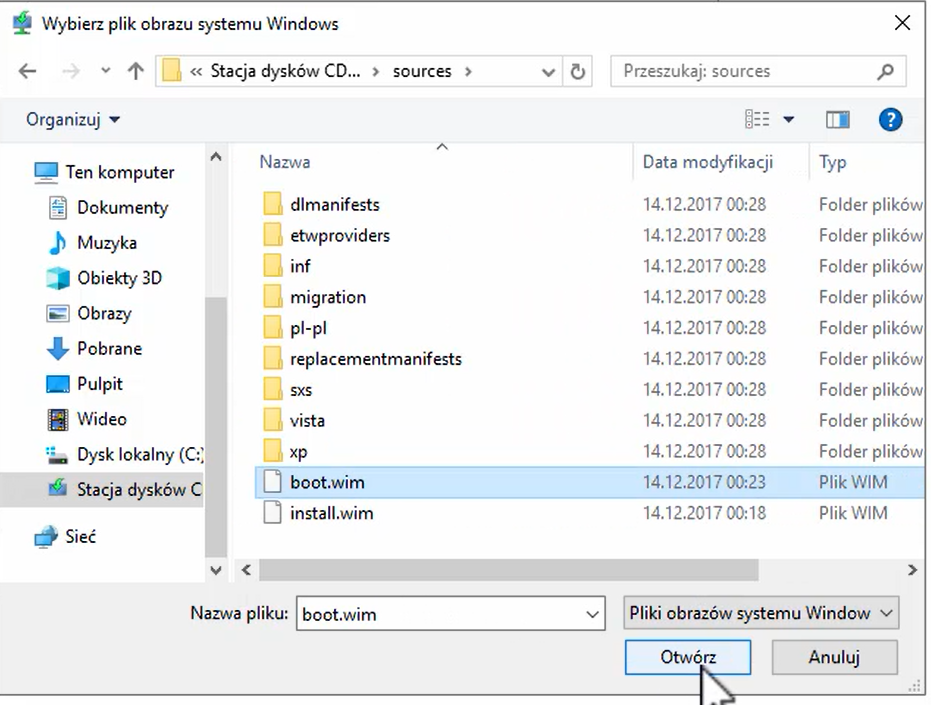 Wybierz plik obrazu systemu Windows
« Stacja dysków CD... › sources ›
Przeszukaj: sources
Organizuj
Nazwa Data modyfikacji Typ
Ten komputer
Dokumenty
Muzyka
Obiekty 3D
Obrazy
Pobrane
Pulpit
Wideo
Dysk lokalny (C:)
Stacja dysków C
Sieć
dlmanifests 14.12.2017 00:28 Folder plików
etwproviders 14.12.2017 00:28 Folder plików
inf 14.12.2017 00:28 Folder plików
migration 14.12.2017 00:28 Folder plików
pl-pl 14.12.2017 00:28 Folder plików
replacementmanifests 14.12.2017 00:28 Folder plików
sxs 14.12.2017 00:28 Folder plików
vista 14.12.2017 00:28 Folder plików
xp 14.12.2017 00:28 Folder plików
boot.wim 14.12.2017 00:23 Plik WIM
install.wim 14.12.2017 00:18 Plik WIM
Nazwa pliku: boot.wim Pliki obrazów systemu Window
Otwórz Anuluj